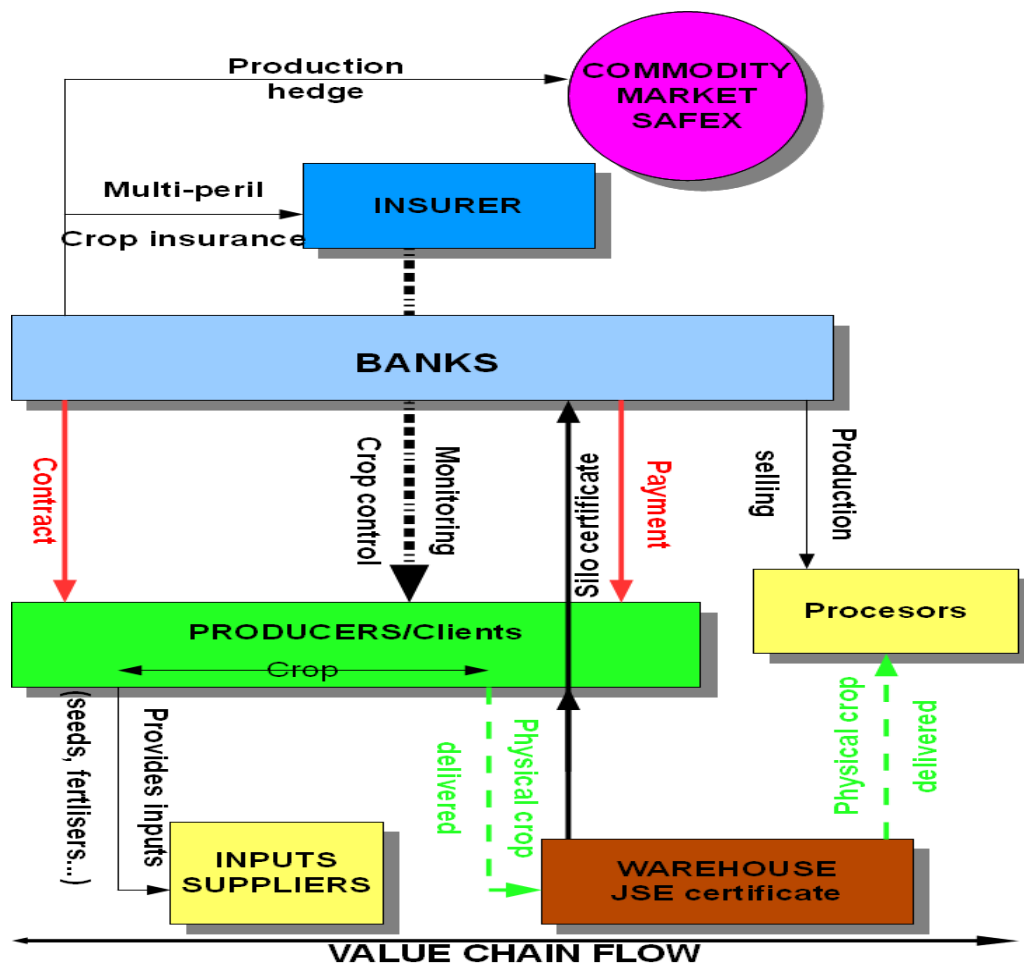 Production
hedge
COMMODITY
MARKET
SAFEX
Multi-peril
Crop insurance
INSURER
BANKS
Contract
Crop control
Monitoring
Silo certificate
Payment
selling
Production
PRODUCERS/Clients
Crop
Procesors
(seeds, fertlisers...)
Provides inputs
delivered
Physical crop
Physical crop
delivered
INPUTS
SUPPLIERS
WAREHOUSE
JSE certificate
VALUE CHAIN FLOW